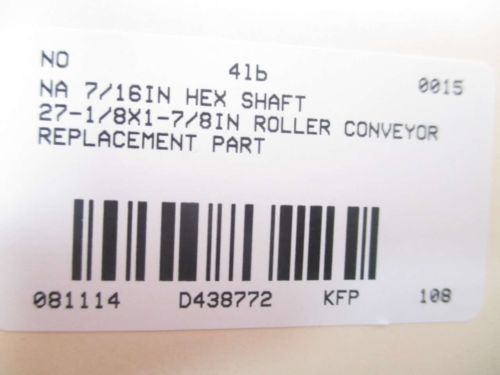 NO 4lb 0015
NA 7/16IN HEX SHAFT
27-1/8X1-7/8IN ROLLER CONVEYOR
REPLACEMENT PART
081114 D438772 KFP 108